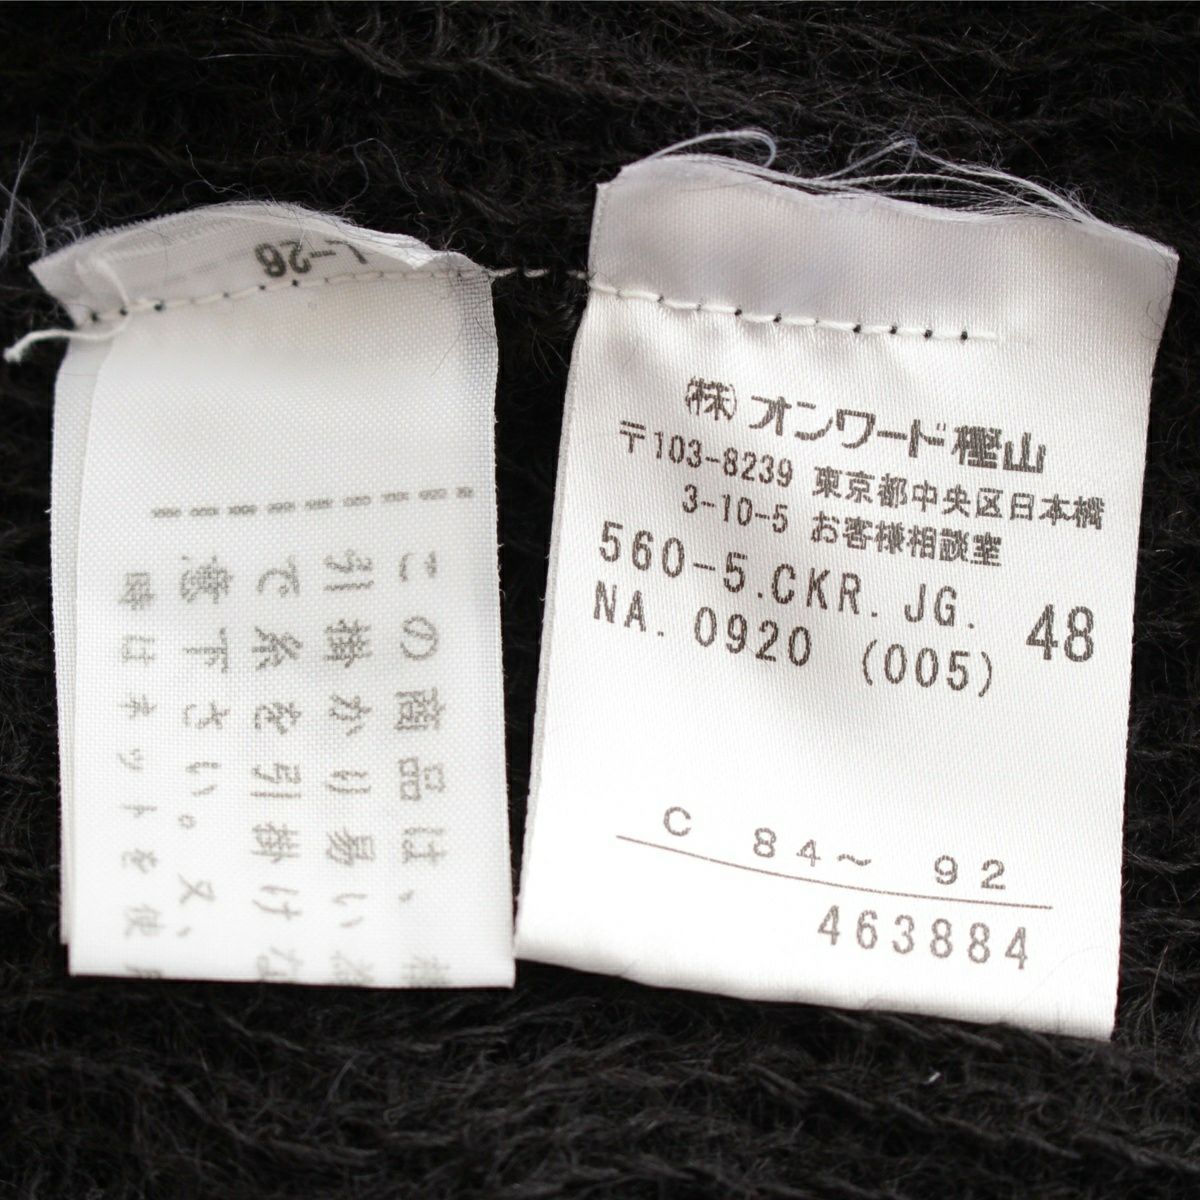 L-26
この商品は、
引掛かり易い
で糸を引掛けな
意下さい。又、
時はネットを使
㈱オンワード樫山
〒103-8239 東京都中央区日本橋
3-10-5 お客様相談室
560-5.CKR. JG. 48
NA. 0920 (005)
C 84～ 92
463884